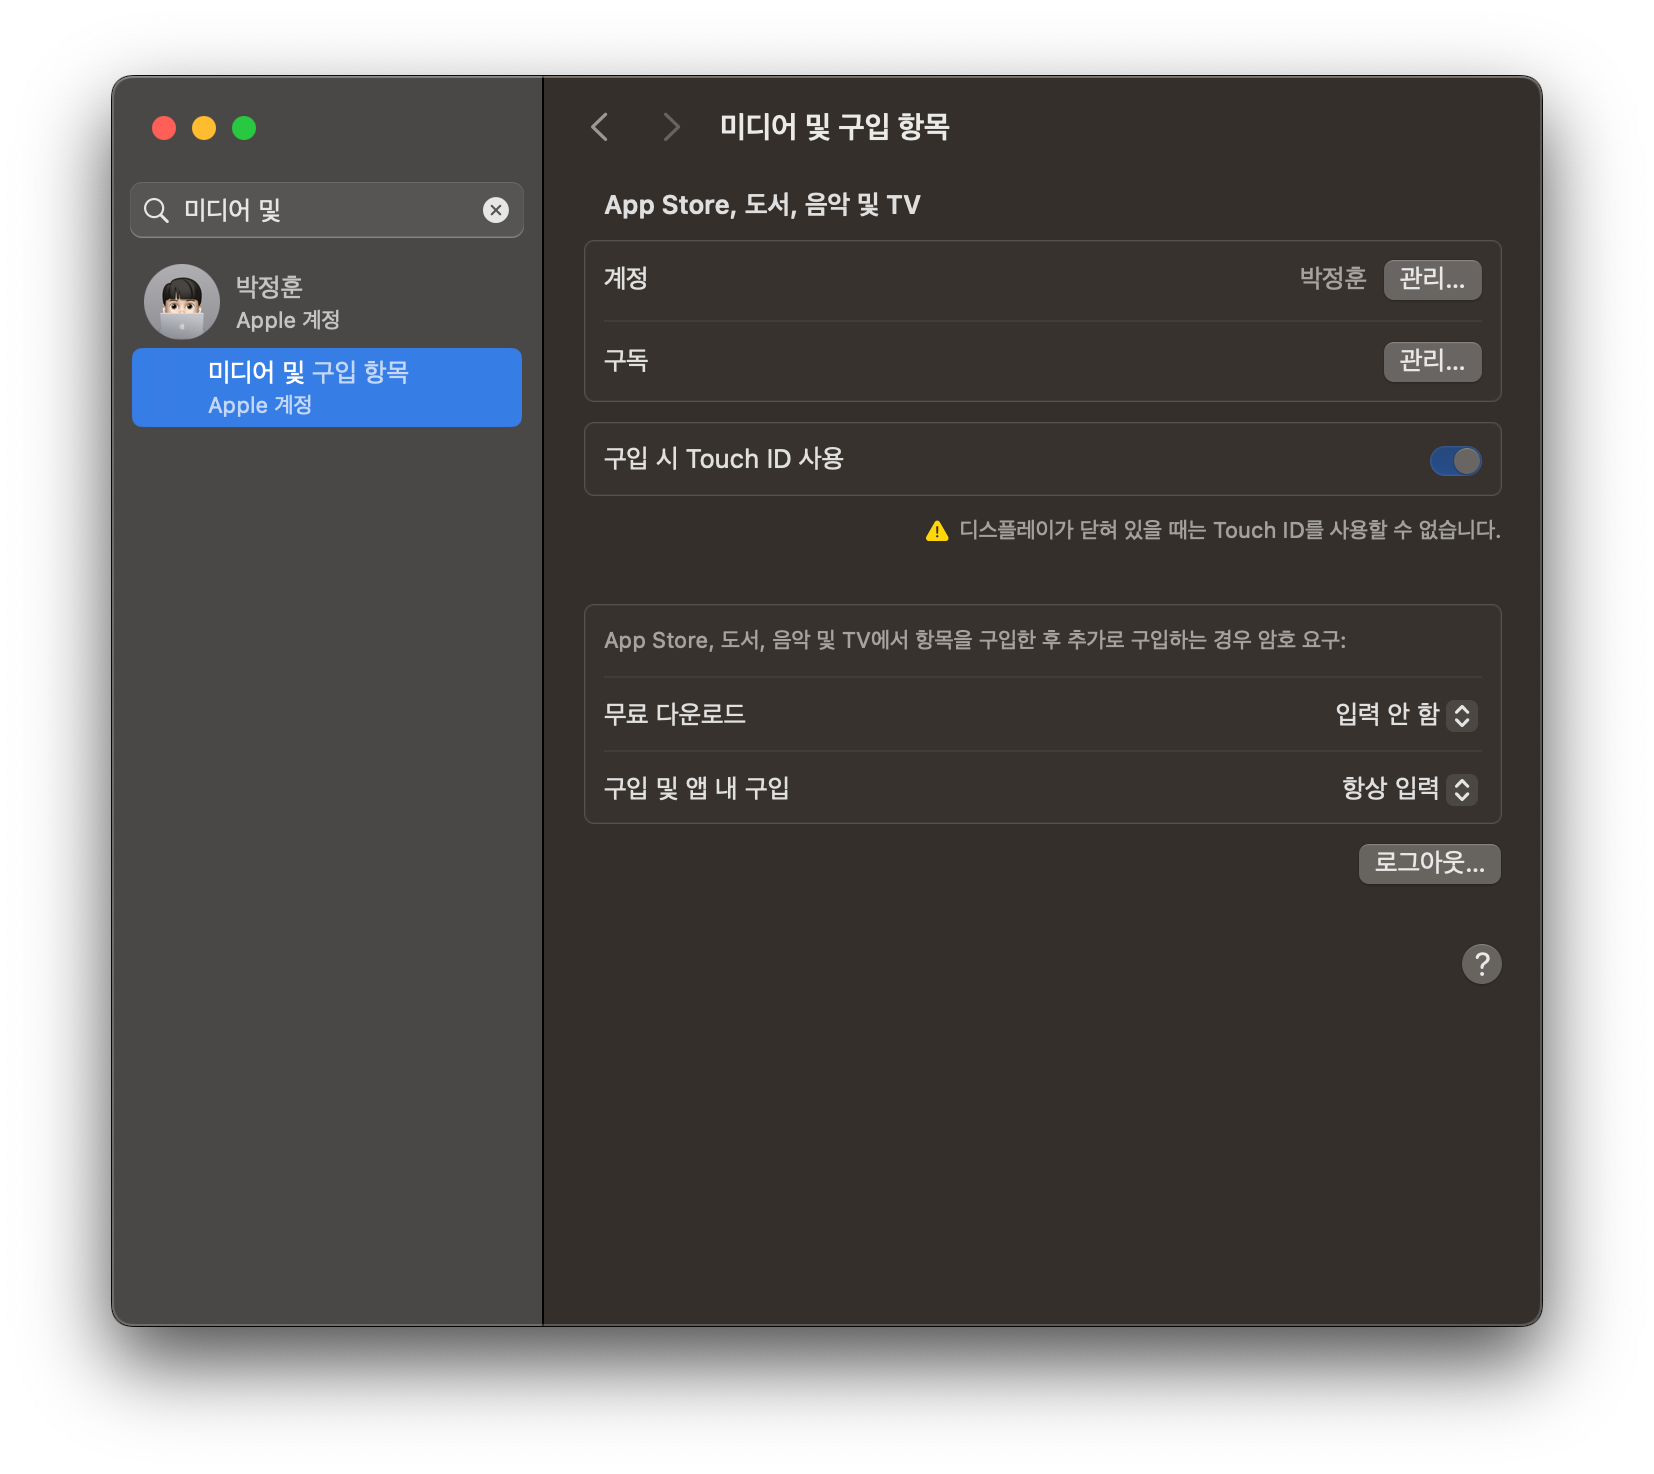 미디어 및
박정훈
Apple 계정
미디어 및 구입 항목
Apple 계정
미디어 및 구입 항목
App Store, 도서, 음악 및 TV
계정 박정훈 관리...
구독 관리...
구입 시 Touch ID 사용
디스플레이가 닫혀 있을 때는 Touch ID를 사용할 수 없습니다.
App Store, 도서, 음악 및 TV에서 항목을 구입한 후 추가로 구입하는 경우 암호 요구:
무료 다운로드 입력 안 함
구입 및 앱 내 구입 항상 입력
로그아웃...
?